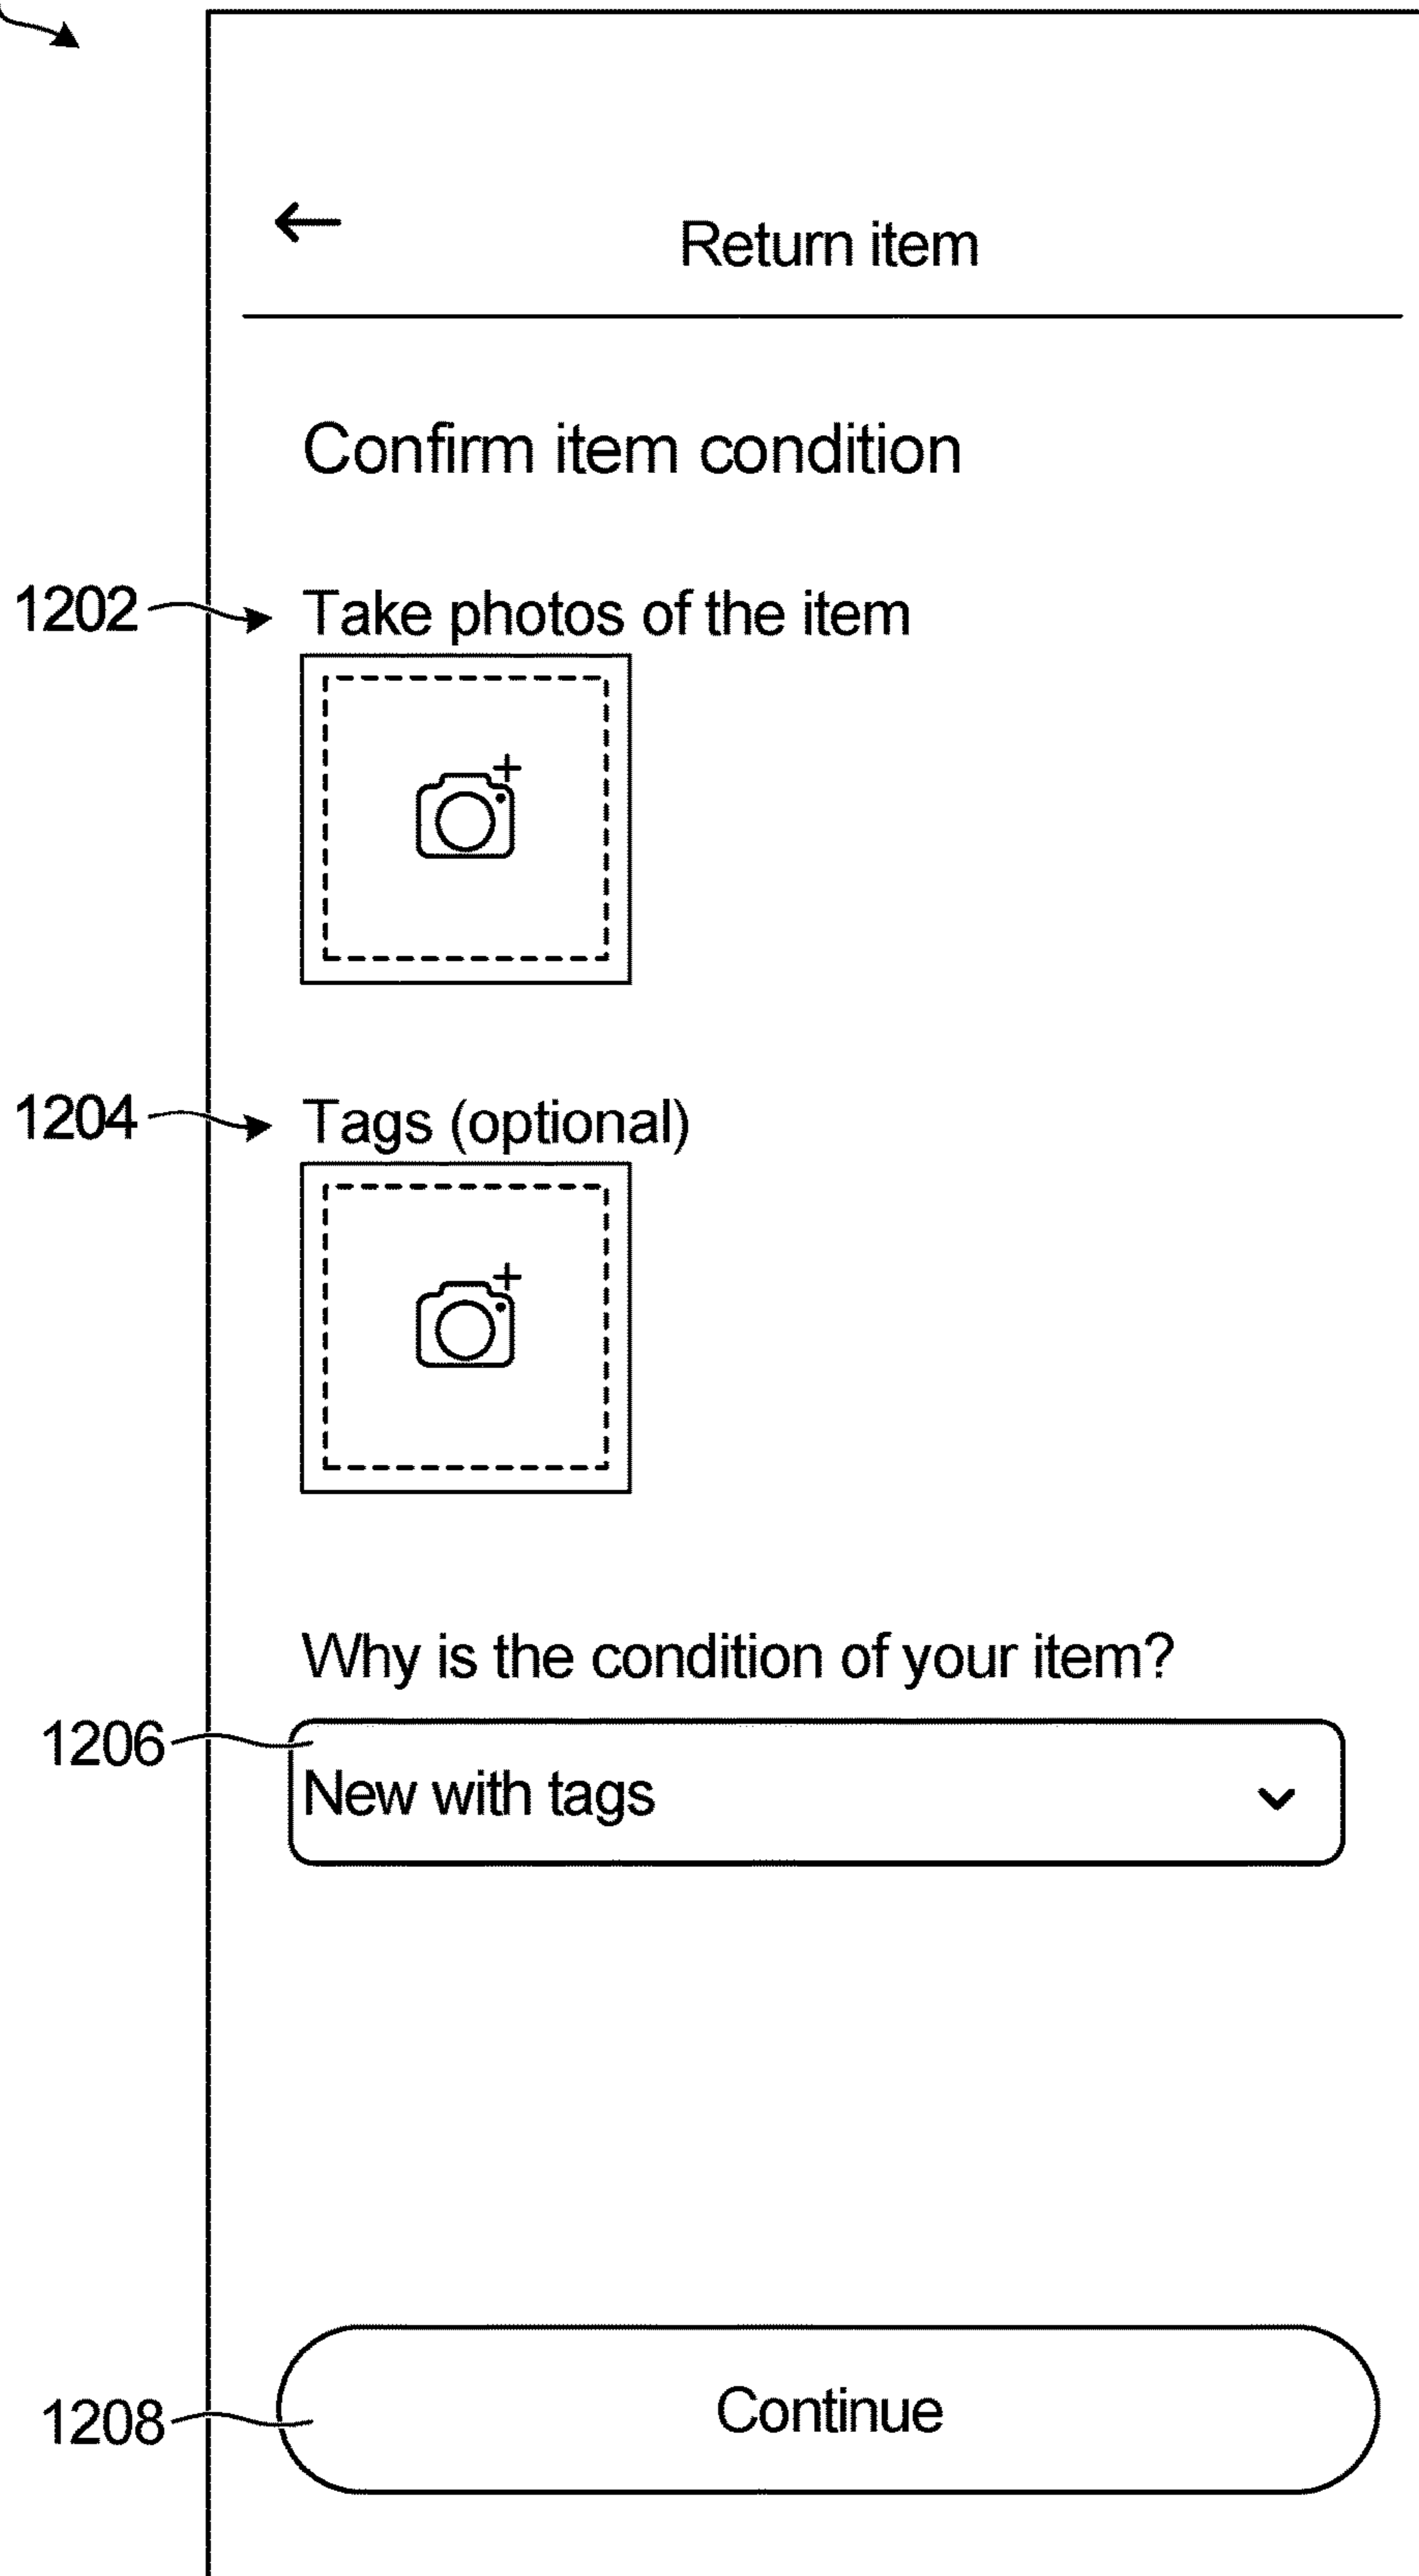 Return item
Confirm item condition
1202
Take photos of the item
1204
Tags (optional)
Why is the condition of your item?
1206
New with tags
1208
Continue